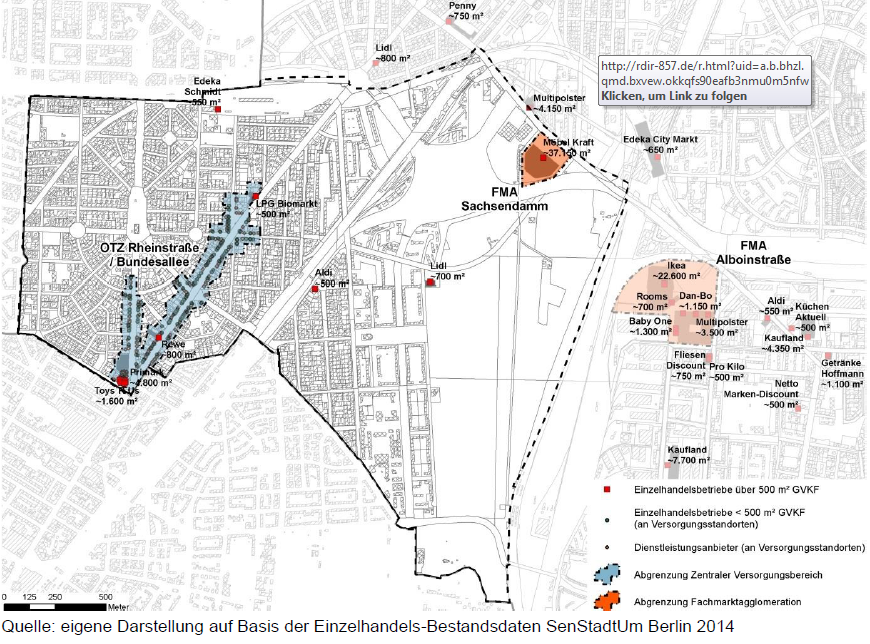 Penny
~750 m²
Lidl
~800 m²
http://rdir-857.de/r.html?uid=a.b.bhzl.
qmd.bxvew.okkqfs90eafb3nmu0m5nfw
Klicken, um Link zu folgen
Edeka
Schmidt
~550 m²
Multipolster
~4.150 m²
Möbel Kraft
~37.150 m²
Edeka City Markt
~650 m²
FMA
Sachsendamm
LPG Biomarkt
~500 m²
OTZ Rheinstraße
/ Bundesallee
FMA
Alboinstraße
Aldi
~500 m²
Lidl
~700 m²
Ikea
~22.600 m²
Rooms
~700 m²
Dan-Bo
~1.150 m²
Baby One
~1.300 m²
Multipolster
~3.500 m²
Aldi
~550 m²
Küchen
Aktuell
~500 m²
Kaufland
~4.350 m²
Rewe
~800 m²
Primark
Toys R Us
~1.600 m²
Fliesen
Discount
~750 m²
Pro Kilo
~500 m²
Getränke
Hoffmann
~1.100 m²
Netto
Marken-Discount
~500 m²
Kaufland
~7.700 m²
Einzelhandelsbetriebe über 500 m² GVKF
Einzelhandelsbetriebe < 500 m² GVKF
(an Versorgungsstandorten)
Dienstleistungsanbieter (an Versorgungsstandorten)
Abgrenzung Zentraler Versorgungsbereich
Abgrenzung Fachmarktagglomeration
0 125 250 500
Meter
Quelle: eigene Darstellung auf Basis der Einzelhandels-Bestandsdaten SenStadtUm Berlin 2014